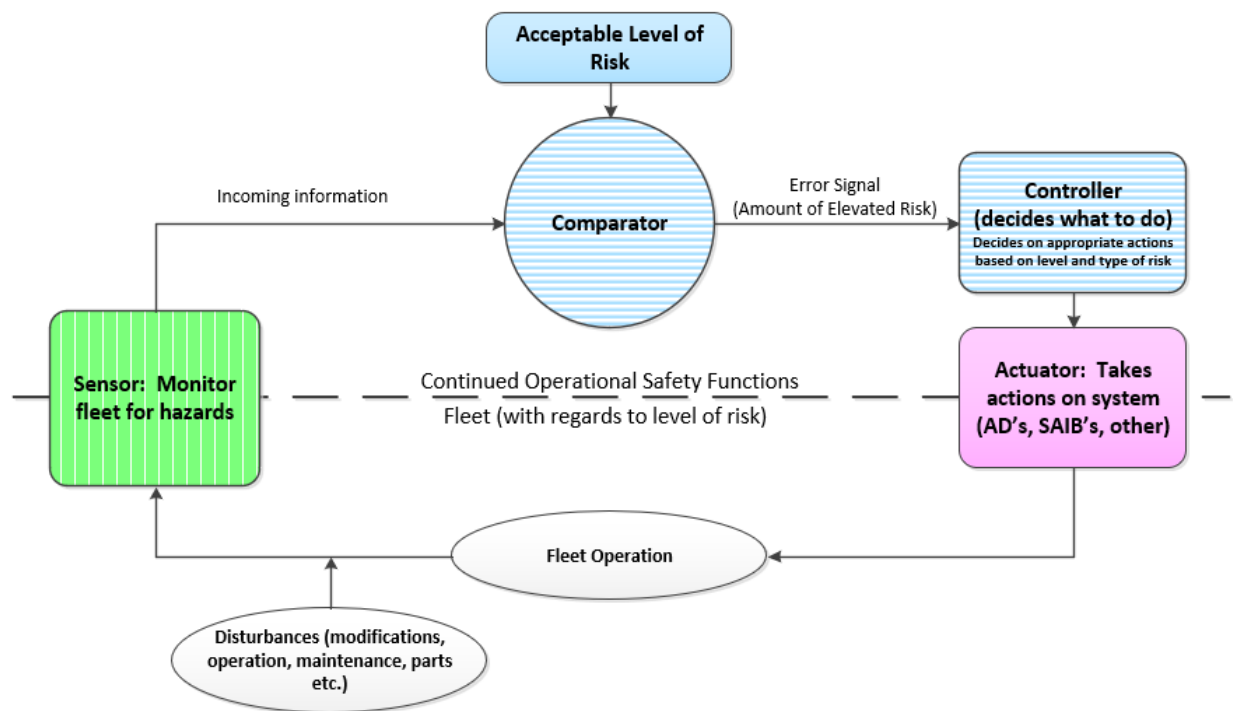 Acceptable Level of
Risk
Incoming information
Comparator
Error Signal
(Amount of Elevated Risk)
Controller
(decides what to do)
Decides on appropriate actions
based on level and type of risk
Sensor:  Monitor
fleet for hazards
Continued Operational Safety Functions
Fleet (with regards to level of risk)
Actuator:  Takes
actions on system
(AD's, SAIB's, other)
Fleet Operation
Disturbances (modifications,
operation, maintenance, parts
etc.)